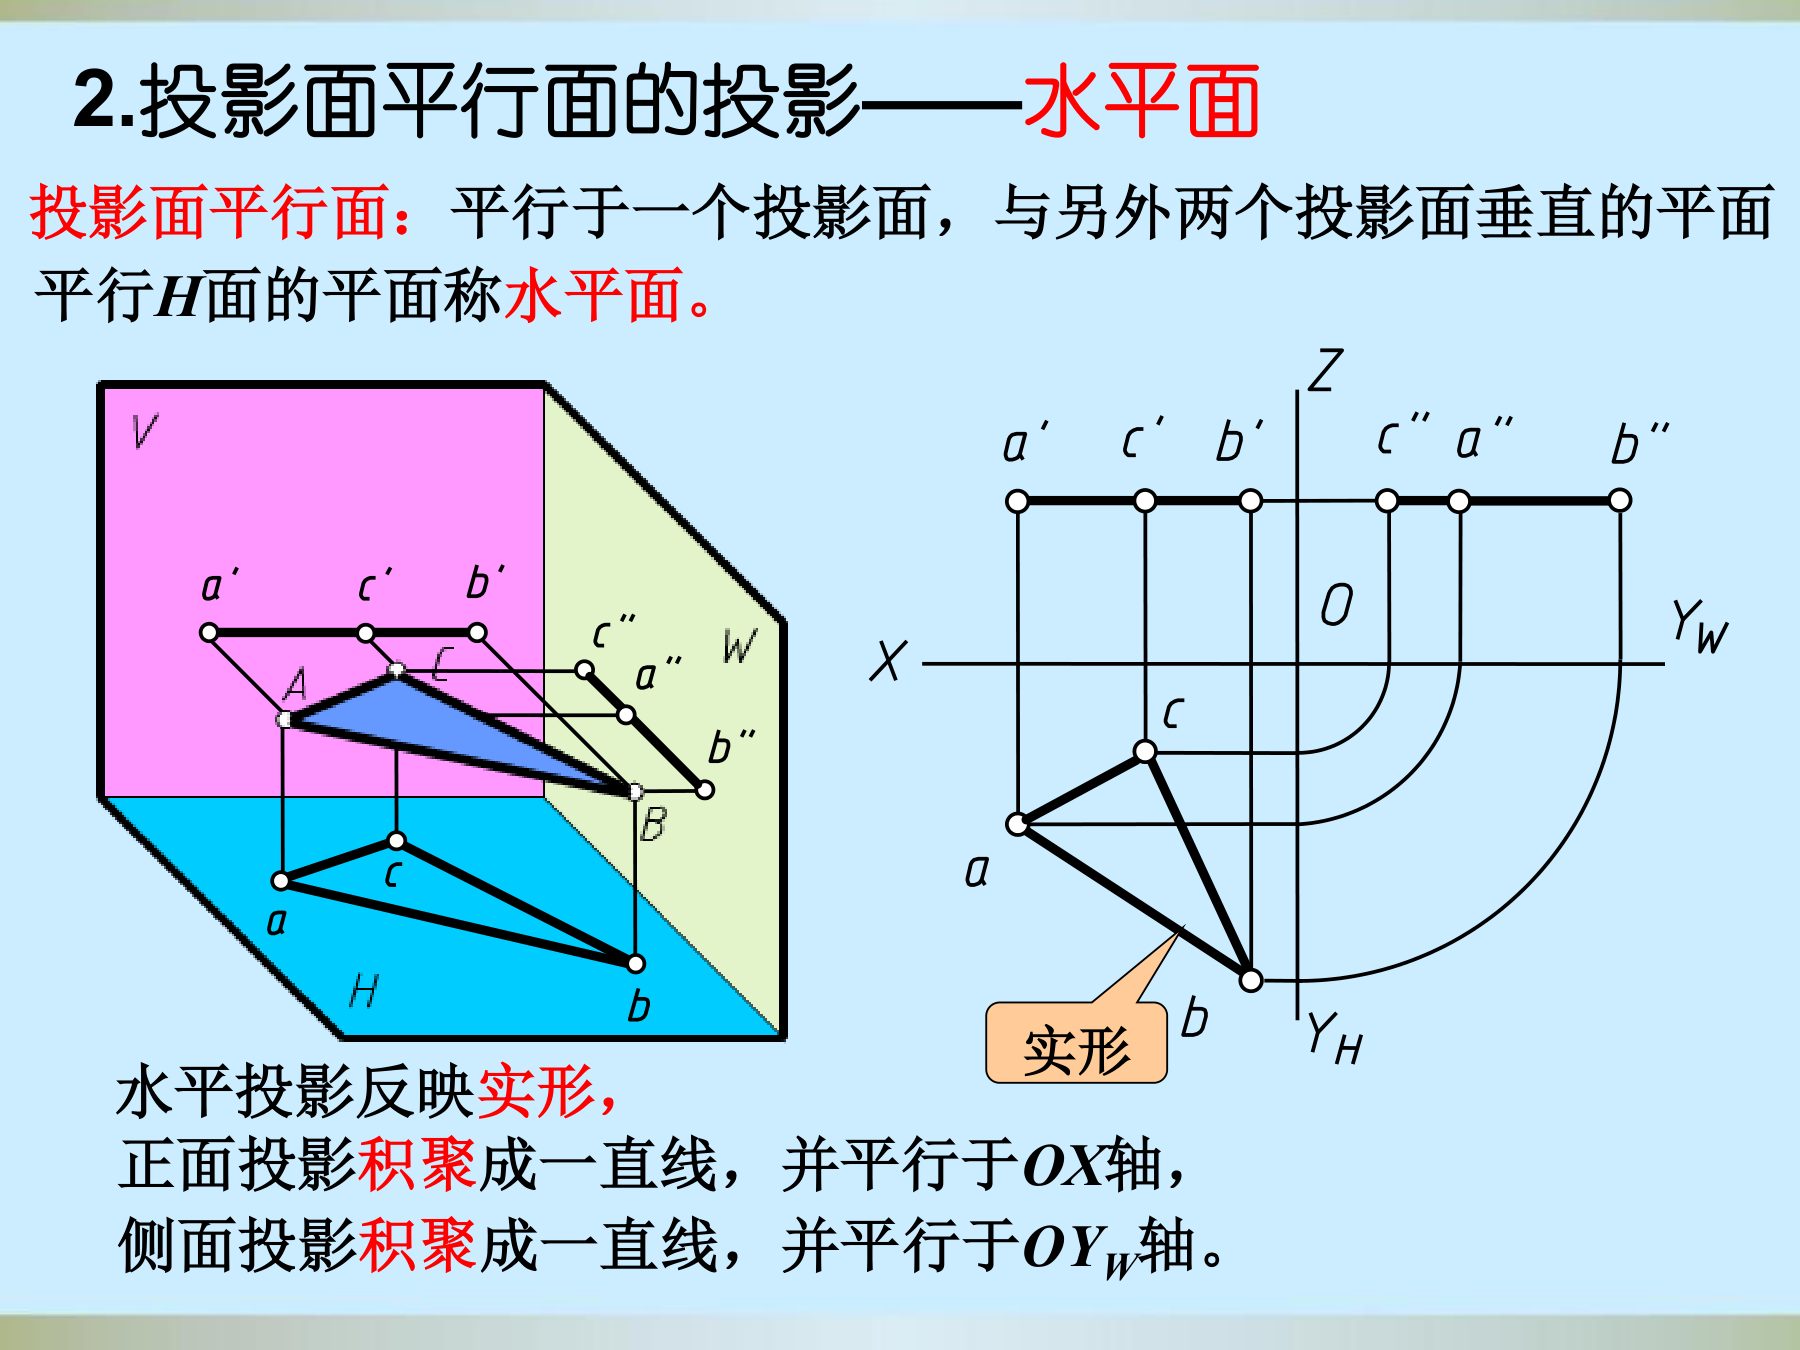 2.投影面平行面的投影——水平面
投影面平行面：平行于一个投影面，与另外两个投影面垂直的平面
平行H面的平面称水平面。
V
a′ c′ b′
c″ W
A C a″
b″
B
c
a
H b
Z
a′ c′ b′ c″ a″ b″
O
X Y_W
c
a
实形 b Y_H
水平投影反映实形，
正面投影积聚成一直线，并平行于OX轴，
侧面投影积聚成一直线，并平行于OY_W轴。